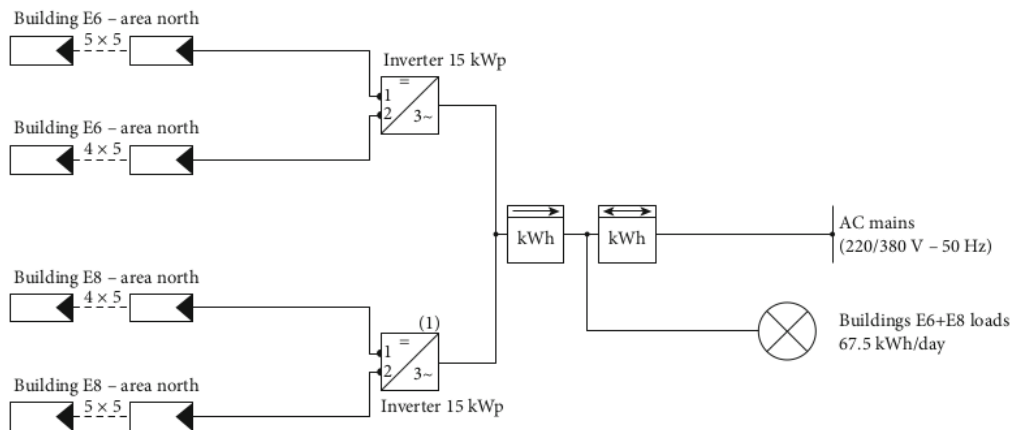 Building E6 – area north
5 × 5
Inverter 15 kWp
=
1
2
3~
Building E6 – area north
4 × 5
kWh
kWh
AC mains
(220/380 V – 50 Hz)
Building E8 – area north
4 × 5
(1)
=
1
2
3~
Inverter 15 kWp
Buildings E6+E8 loads
67.5 kWh/day
Building E8 – area north
5 × 5